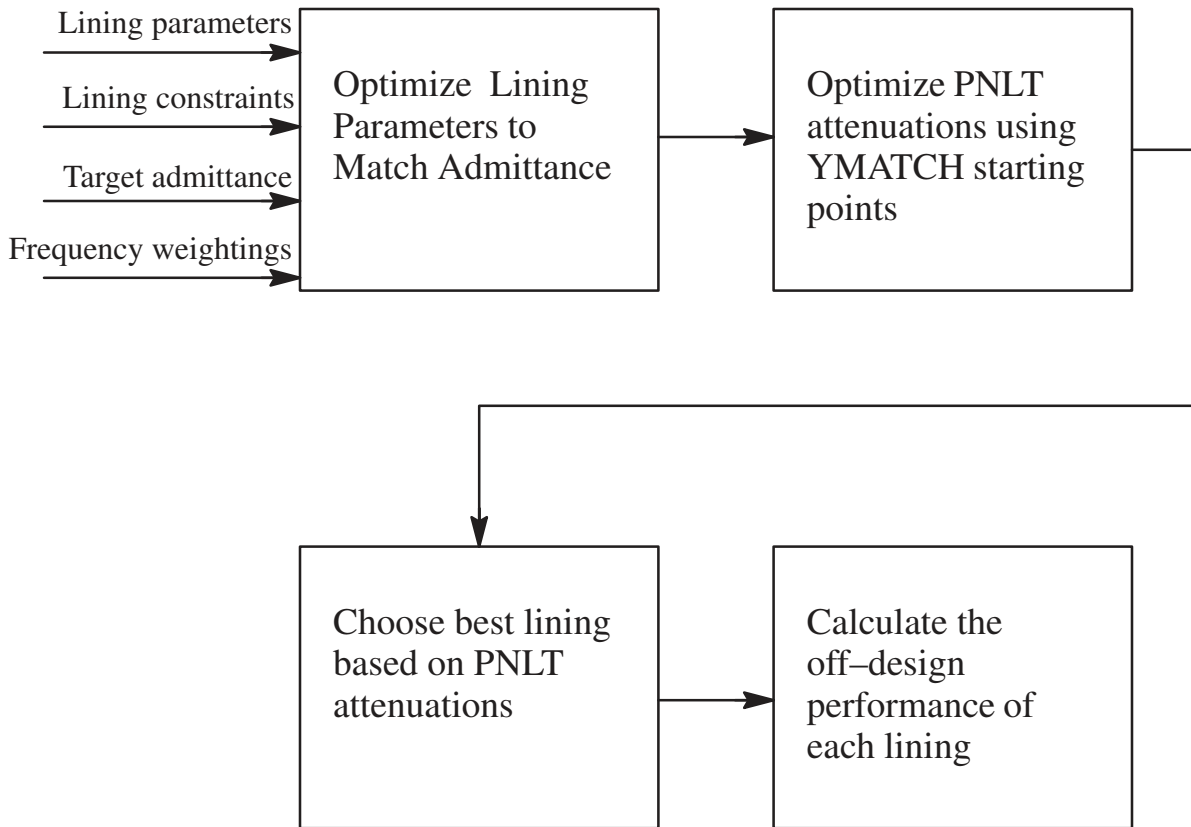 Lining parameters
Lining constraints
Target admittance
Frequency weightings
Optimize Lining
Parameters to
Match Admittance
Optimize PNLT
attenuations using
YMATCH starting
points
Choose best lining
based on PNLT
attenuations
Calculate the
off–design
performance of
each lining